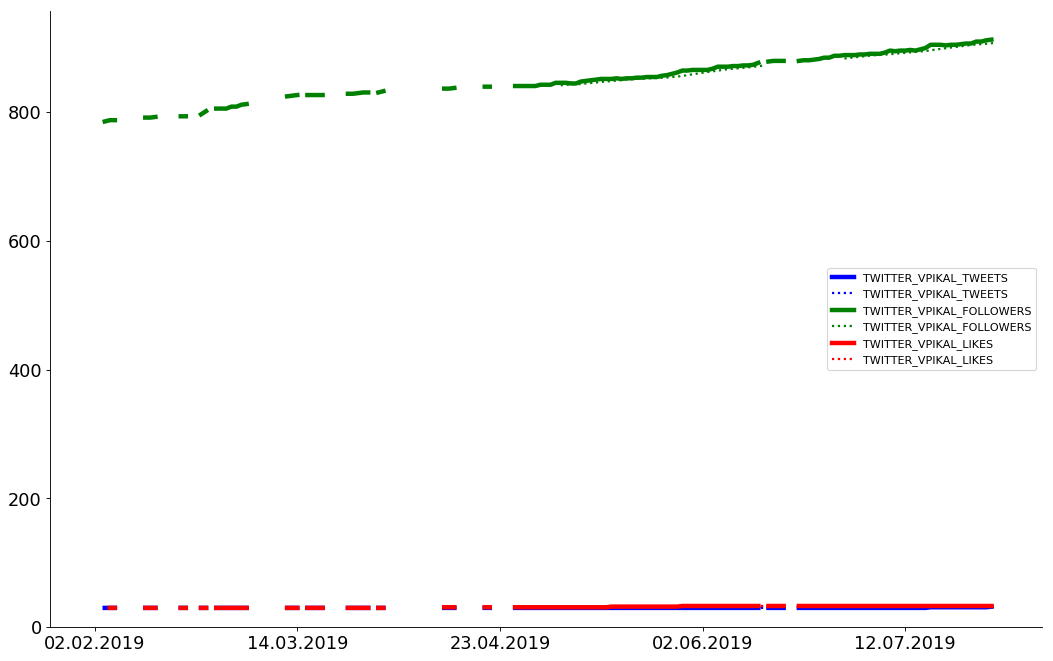 800
600
400
200
0
02.02.2019 14.03.2019 23.04.2019 02.06.2019 12.07.2019
TWITTER_VPIKAL_TWEETS
TWITTER_VPIKAL_TWEETS
TWITTER_VPIKAL_FOLLOWERS
TWITTER_VPIKAL_FOLLOWERS
TWITTER_VPIKAL_LIKES
TWITTER_VPIKAL_LIKES